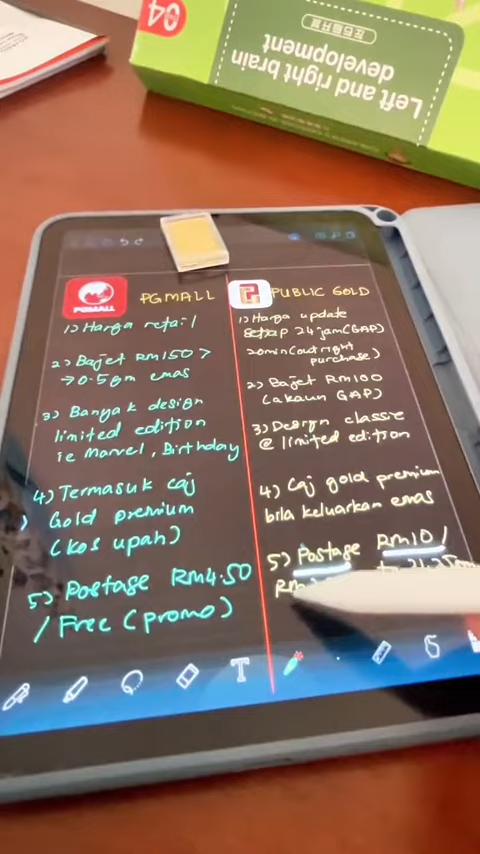 04
Left and right brain
development
PGMALL
PGMALL
1) Harga retail
2) Bajet RM150 >
→ 0.5gm emas
3) Banyak design
limited edition
ie Marvel, Birthday
4) Termasuk caj
Gold premium
(kos upah)
5) Postage RM4.50
/ Free (promo)
PUBLIC GOLD
1) Harga update
setiap 24 jam (GAP)
20min (outright
purchase)
2) Bajet RM100
(akaun GAP)
3) Design classic
@ limited edition
4) Caj gold premium
bila keluarkan emas
5) Postage RM10 /
T